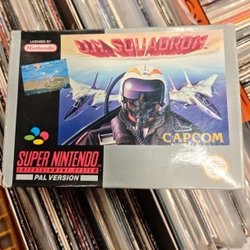 LICENSED BY
Nintendo
U.N. SQUADRON
CAPCOM
SUPER NINTENDO
ENTERTAINMENT SYSTEM
PAL VERSION